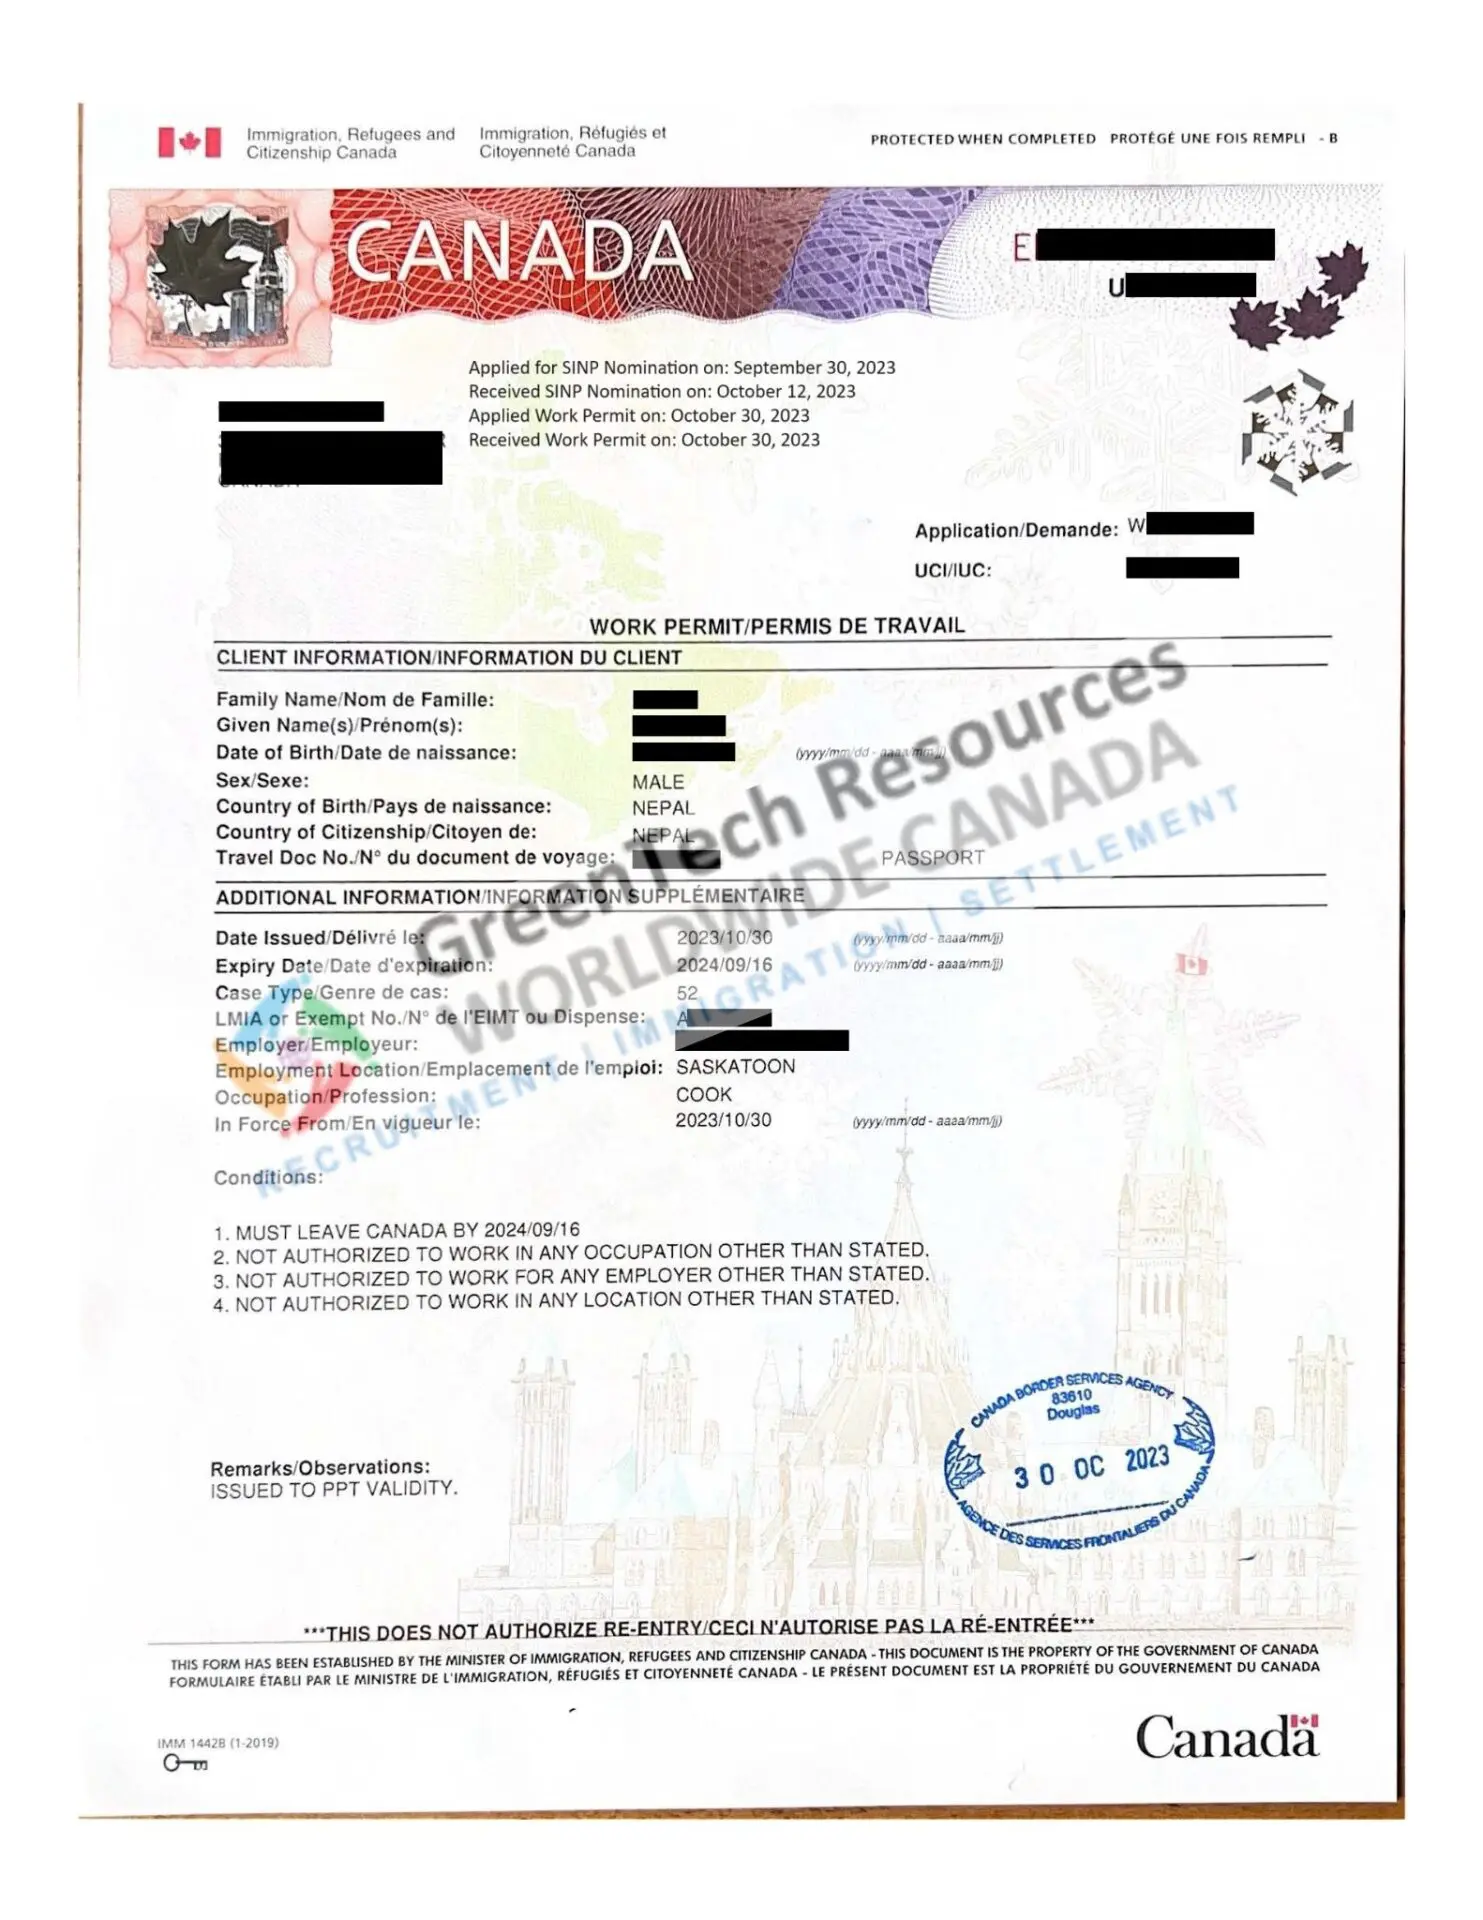 Immigration, Refugees and Citizenship Canada
Immigration, Réfugiés et Citoyenneté Canada
PROTECTED WHEN COMPLETED PROTÉGÉ UNE FOIS REMPLI - B
CANADA
E
U
Applied for SINP Nomination on: September 30, 2023
Received SINP Nomination on: October 12, 2023
Applied Work Permit on: October 30, 2023
Received Work Permit on: October 30, 2023
CANADA
Application/Demande: W
UCI/IUC:
WORK PERMIT/PERMIS DE TRAVAIL
CLIENT INFORMATION/INFORMATION DU CLIENT
Family Name/Nom de Famille:
Given Name(s)/Prénom(s):
Date of Birth/Date de naissance: (yyyy/mm/dd - aaaa/mm/jj)
Sex/Sexe: MALE
Country of Birth/Pays de naissance: NEPAL
Country of Citizenship/Citoyen de: NEPAL
Travel Doc No./N° du document de voyage: PASSPORT
GreenTech Resources
WORLDWIDE CANADA
RECRUITMENT | IMMIGRATION | SETTLEMENT
ADDITIONAL INFORMATION/INFORMATION SUPPLÉMENTAIRE
Date Issued/Délivré le: 2023/10/30 (yyyy/mm/dd - aaaa/mm/jj)
Expiry Date/Date d'expiration: 2024/09/16 (yyyy/mm/dd - aaaa/mm/jj)
Case Type/Genre de cas: 52
LMIA or Exempt No./N° de l'EIMT ou Dispense: A
Employer/Employeur:
Employment Location/Emplacement de l'emploi: SASKATOON
Occupation/Profession: COOK
In Force From/En vigueur le: 2023/10/30 (yyyy/mm/dd - aaaa/mm/jj)
Conditions:
1. MUST LEAVE CANADA BY 2024/09/16
2. NOT AUTHORIZED TO WORK IN ANY OCCUPATION OTHER THAN STATED.
3. NOT AUTHORIZED TO WORK FOR ANY EMPLOYER OTHER THAN STATED.
4. NOT AUTHORIZED TO WORK IN ANY LOCATION OTHER THAN STATED.
CANADA BORDER SERVICES AGENCY
83610
Douglas
30 OC 2023
AGENCE DES SERVICES FRONTALIERS DU CANADA
Remarks/Observations:
ISSUED TO PPT VALIDITY.
***THIS DOES NOT AUTHORIZE RE-ENTRY/CECI N'AUTORISE PAS LA RÉ-ENTRÉE***
THIS FORM HAS BEEN ESTABLISHED BY THE MINISTER OF IMMIGRATION, REFUGEES AND CITIZENSHIP CANADA - THIS DOCUMENT IS THE PROPERTY OF THE GOVERNMENT OF CANADA
FORMULAIRE ÉTABLI PAR LE MINISTRE DE L'IMMIGRATION, RÉFUGIÉS ET CITOYENNETÉ CANADA - LE PRÉSENT DOCUMENT EST LA PROPRIÉTÉ DU GOUVERNEMENT DU CANADA
IMM 1442B (1-2019)
Canada